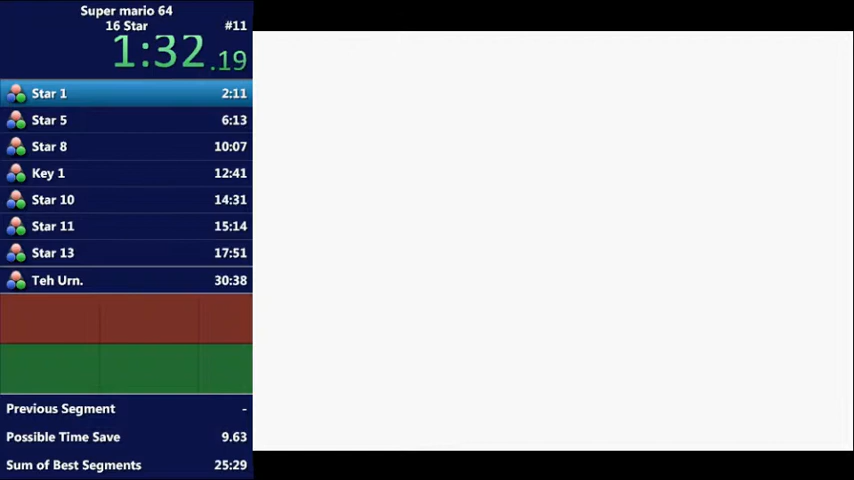 Super mario 64
16 Star #11
1:32.19
Star 1 2:11
Star 5 6:13
Star 8 10:07
Key 1 12:41
Star 10 14:31
Star 11 15:14
Star 13 17:51
Teh Urn. 30:38
Previous Segment -
Possible Time Save 9.63
Sum of Best Segments 25:29